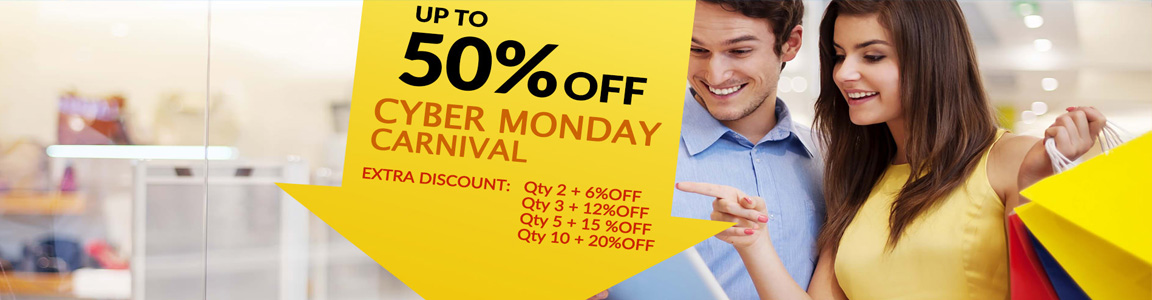 UP TO
50% OFF
CYBER MONDAY
CARNIVAL
EXTRA DISCOUNT: Qty 2 + 6%OFF
Qty 3 + 12%OFF
Qty 5 + 15 %OFF
Qty 10 + 20%OFF